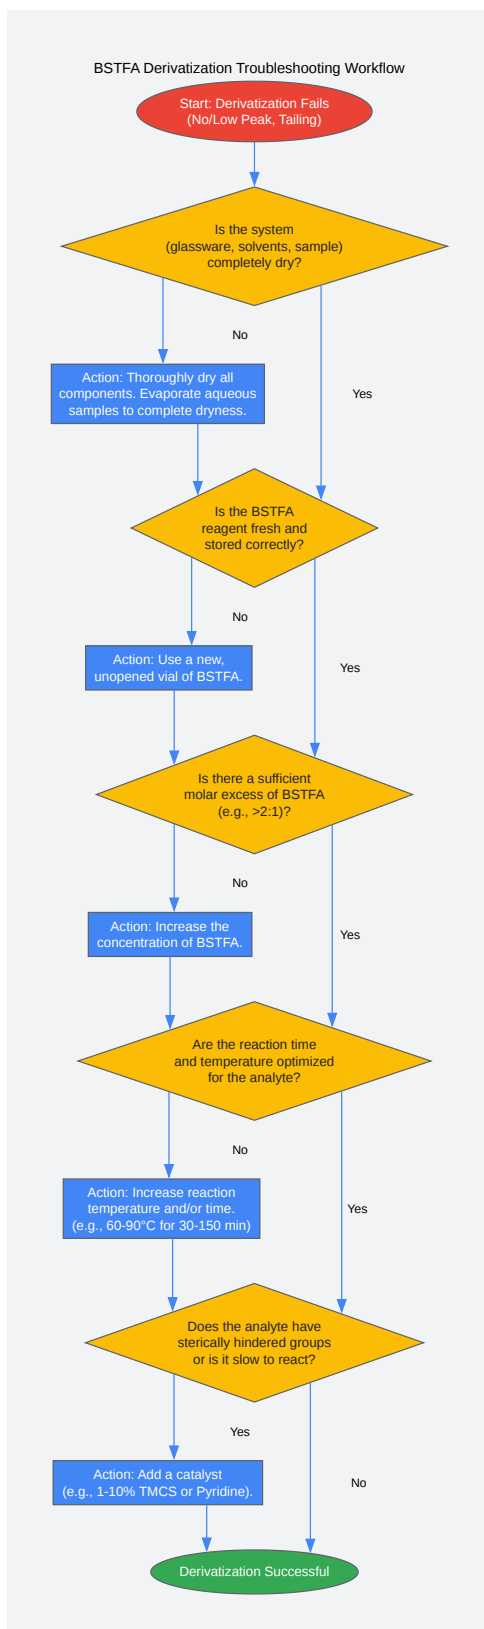 BSTFA Derivatization Troubleshooting Workflow
Start: Derivatization Fails
(No/Low Peak, Tailing)
Is the system
(glassware, solvents, sample)
completely dry?
No
Action: Thoroughly dry all
components. Evaporate aqueous
samples to complete dryness.
Yes
Is the BSTFA
reagent fresh and
stored correctly?
No
Action: Use a new,
unopened vial of BSTFA.
Yes
Is there a sufficient
molar excess of BSTFA
(e.g., >2:1)?
No
Action: Increase the
concentration of BSTFA.
Yes
Are the reaction time
and temperature optimized
for the analyte?
No
Action: Increase reaction
temperature and/or time.
(e.g., 60-90°C for 30-150 min)
Yes
Does the analyte have
sterically hindered groups
or is it slow to react?
Yes
Action: Add a catalyst
(e.g., 1-10% TMCS or Pyridine).
No
Derivatization Successful